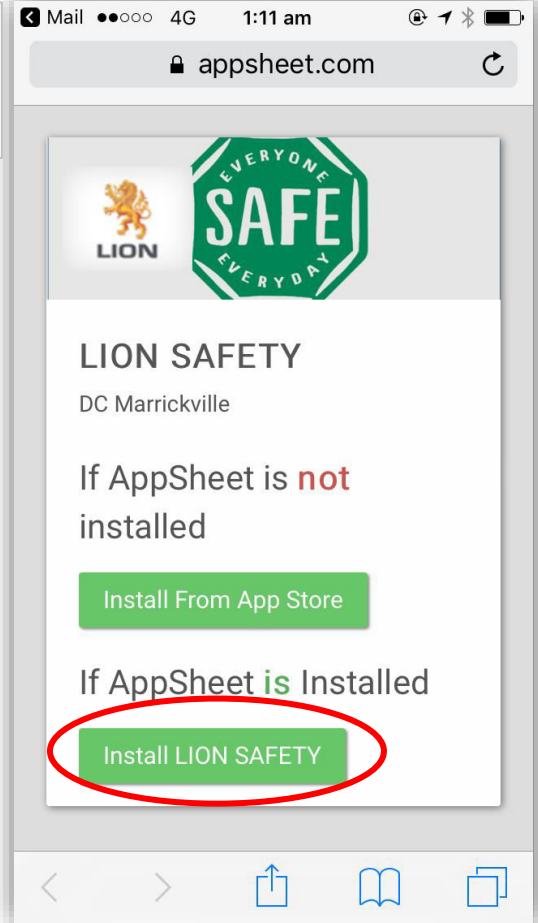 Mail 4G 1:11 am
appsheet.com
EVERYONE
SAFE
EVERYDAY
LION
LION SAFETY
DC Marrickville
If AppSheet is not
installed
Install From App Store
If AppSheet is Installed
Install LION SAFETY